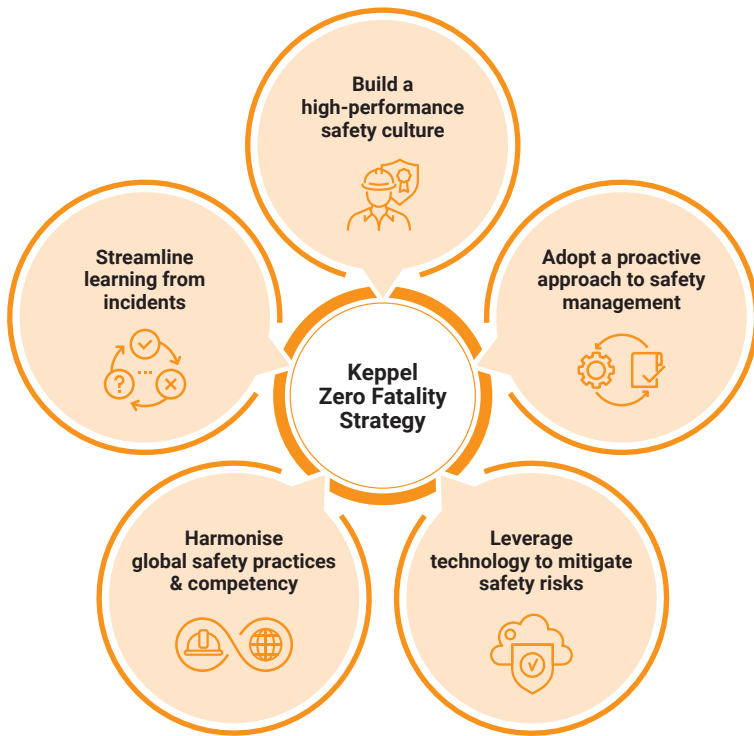 Build a
high-performance
safety culture
Streamline
learning from
incidents
Adopt a proactive
approach to safety
management
Keppel
Zero Fatality
Strategy
Harmonise
global safety practices
& competency
Leverage
technology to mitigate
safety risks